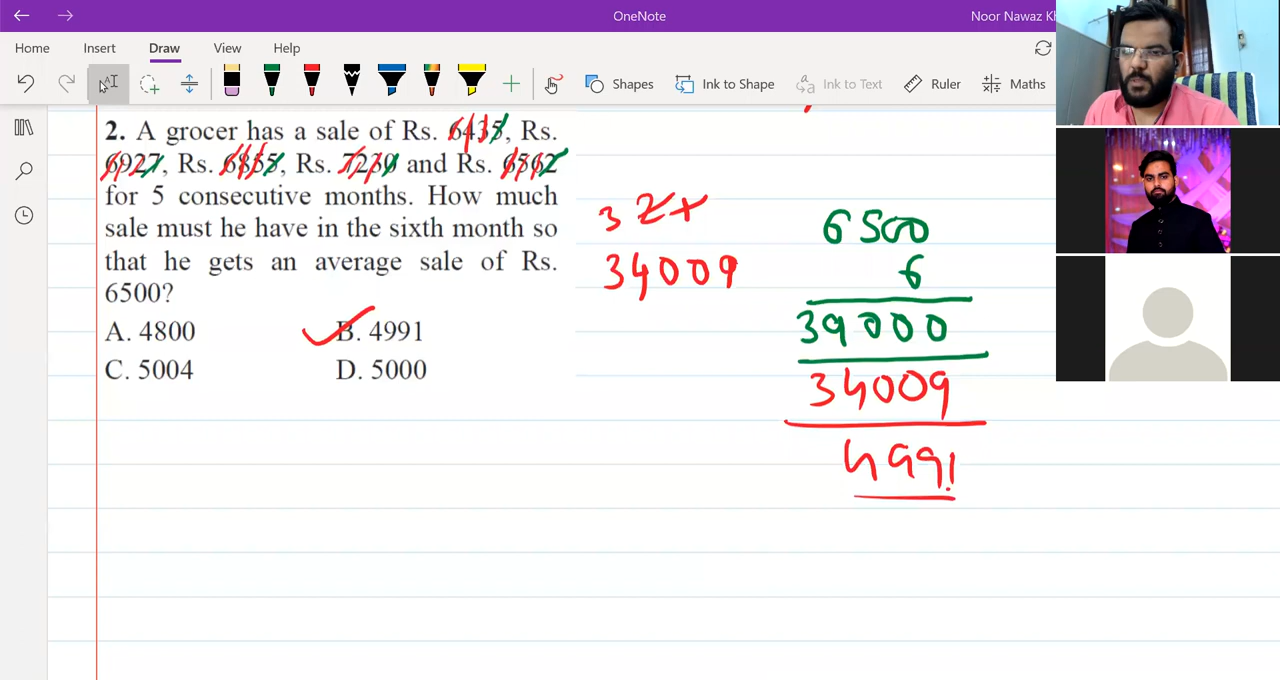 OneNote
Noor Nawaz Kh
Home Insert Draw View Help
Shapes Ink to Shape Ink to Text Ruler Maths
2. A grocer has a sale of Rs. 6435, Rs.
6927, Rs. 6855, Rs. 7230 and Rs. 6562
for 5 consecutive months. How much
sale must he have in the sixth month so
that he gets an average sale of Rs.
6500?
A. 4800 B. 4991
C. 5004 D. 5000
34009
6500
6
39000
34009
4991